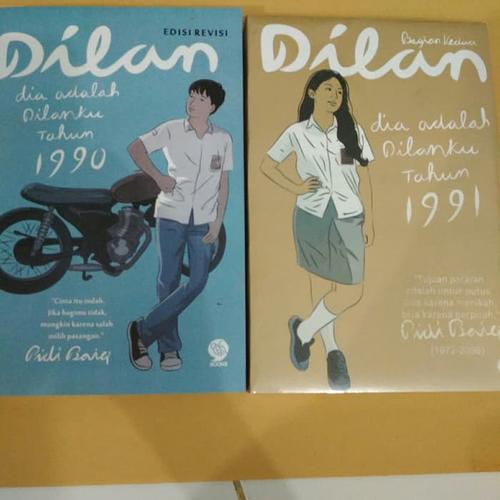 EDISI REVISI
Dilan
dia adalah
Dilanku
Tahun
1990
"Cinta itu indah.
Jika bagimu tidak,
mungkin karena salah
milih pasangan."
Pidi Baiq
BOOKS
Bagian Kedua
Dilan
dia adalah
Dilanku
Tahun
1991
"Tujuan pacaran
adalah untuk putus,
bisa karena menikah,
bisa karena berpisah."
Pidi Baiq
(1972-2098)